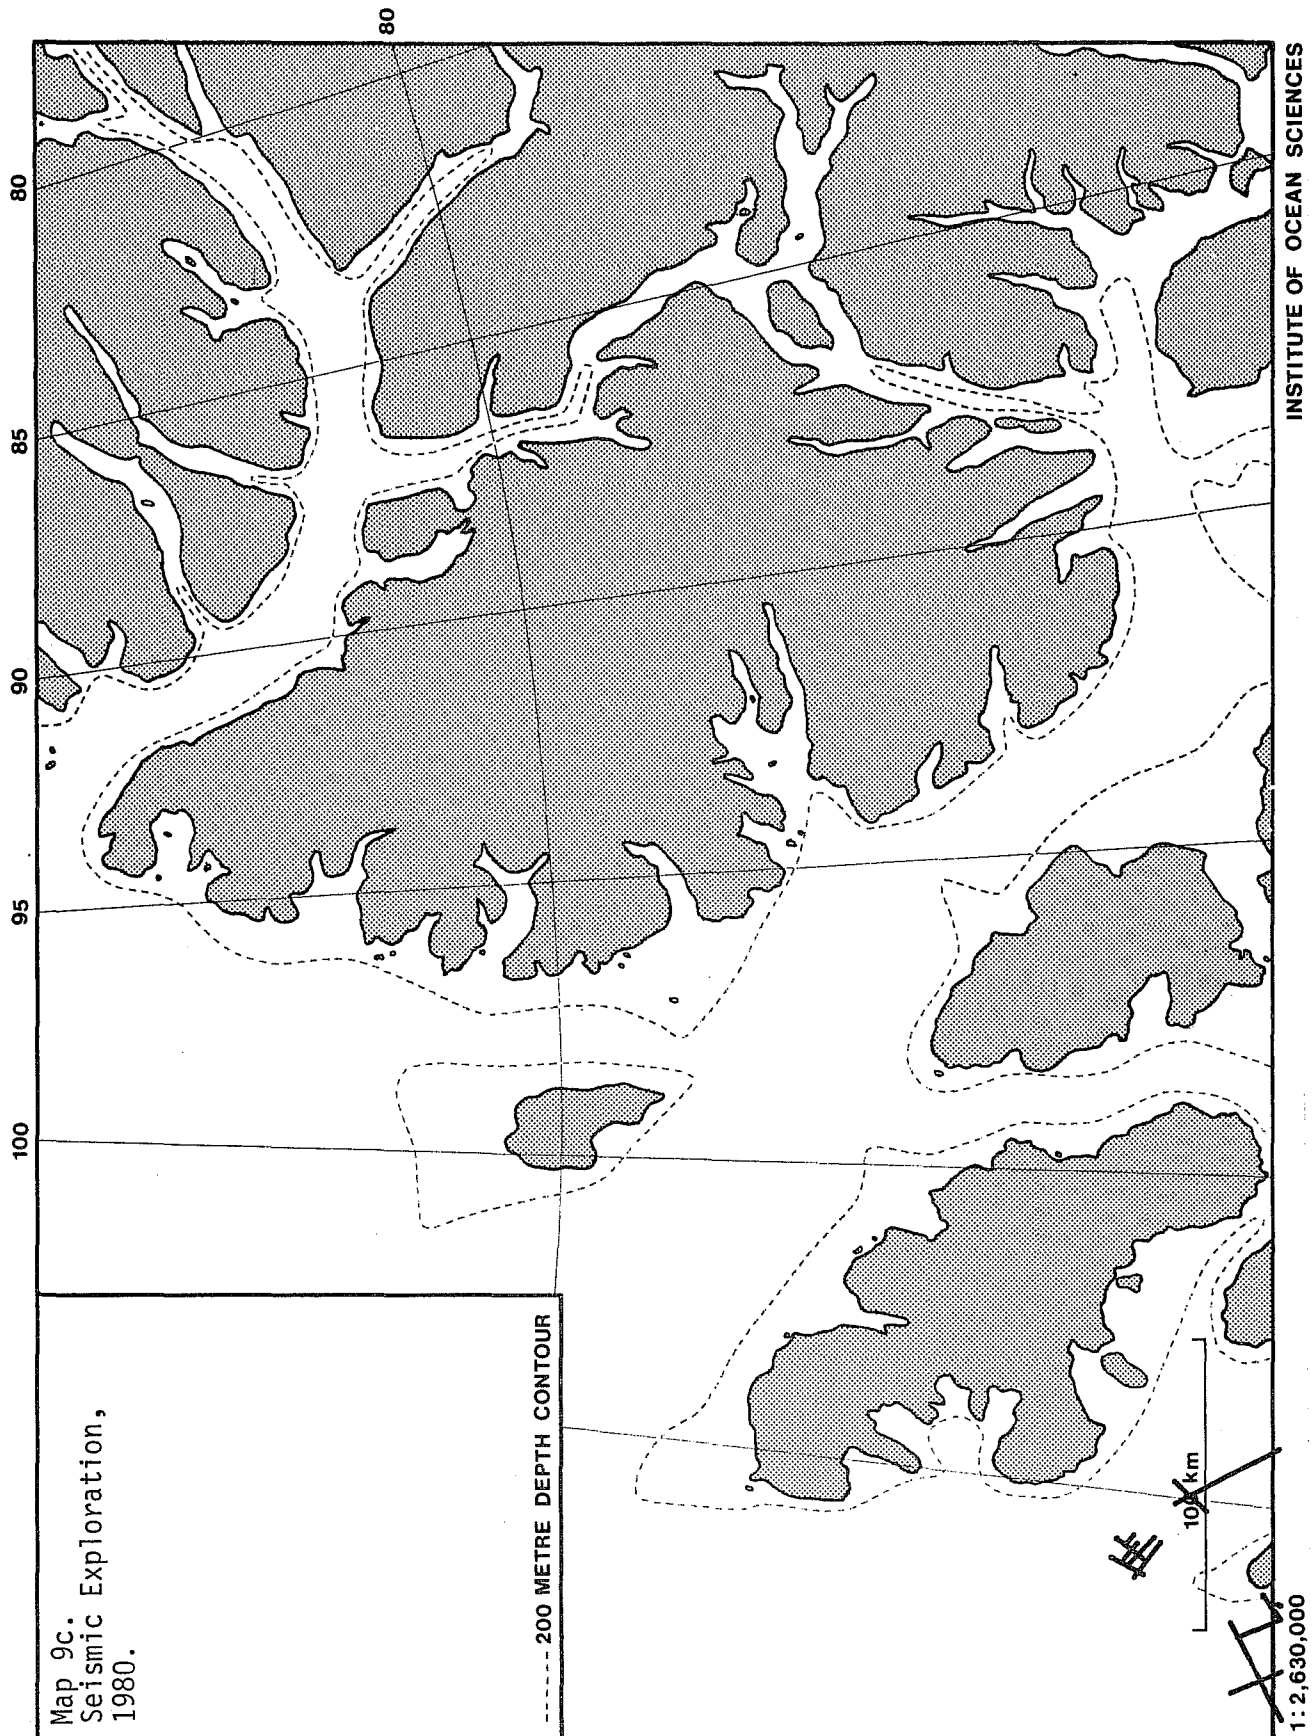 Map 9c.
Seismic Exploration,
1980.
----- 200 METRE DEPTH CONTOUR
100
95
90
85
80
80
100 km
1:2,630,000
INSTITUTE OF OCEAN SCIENCES